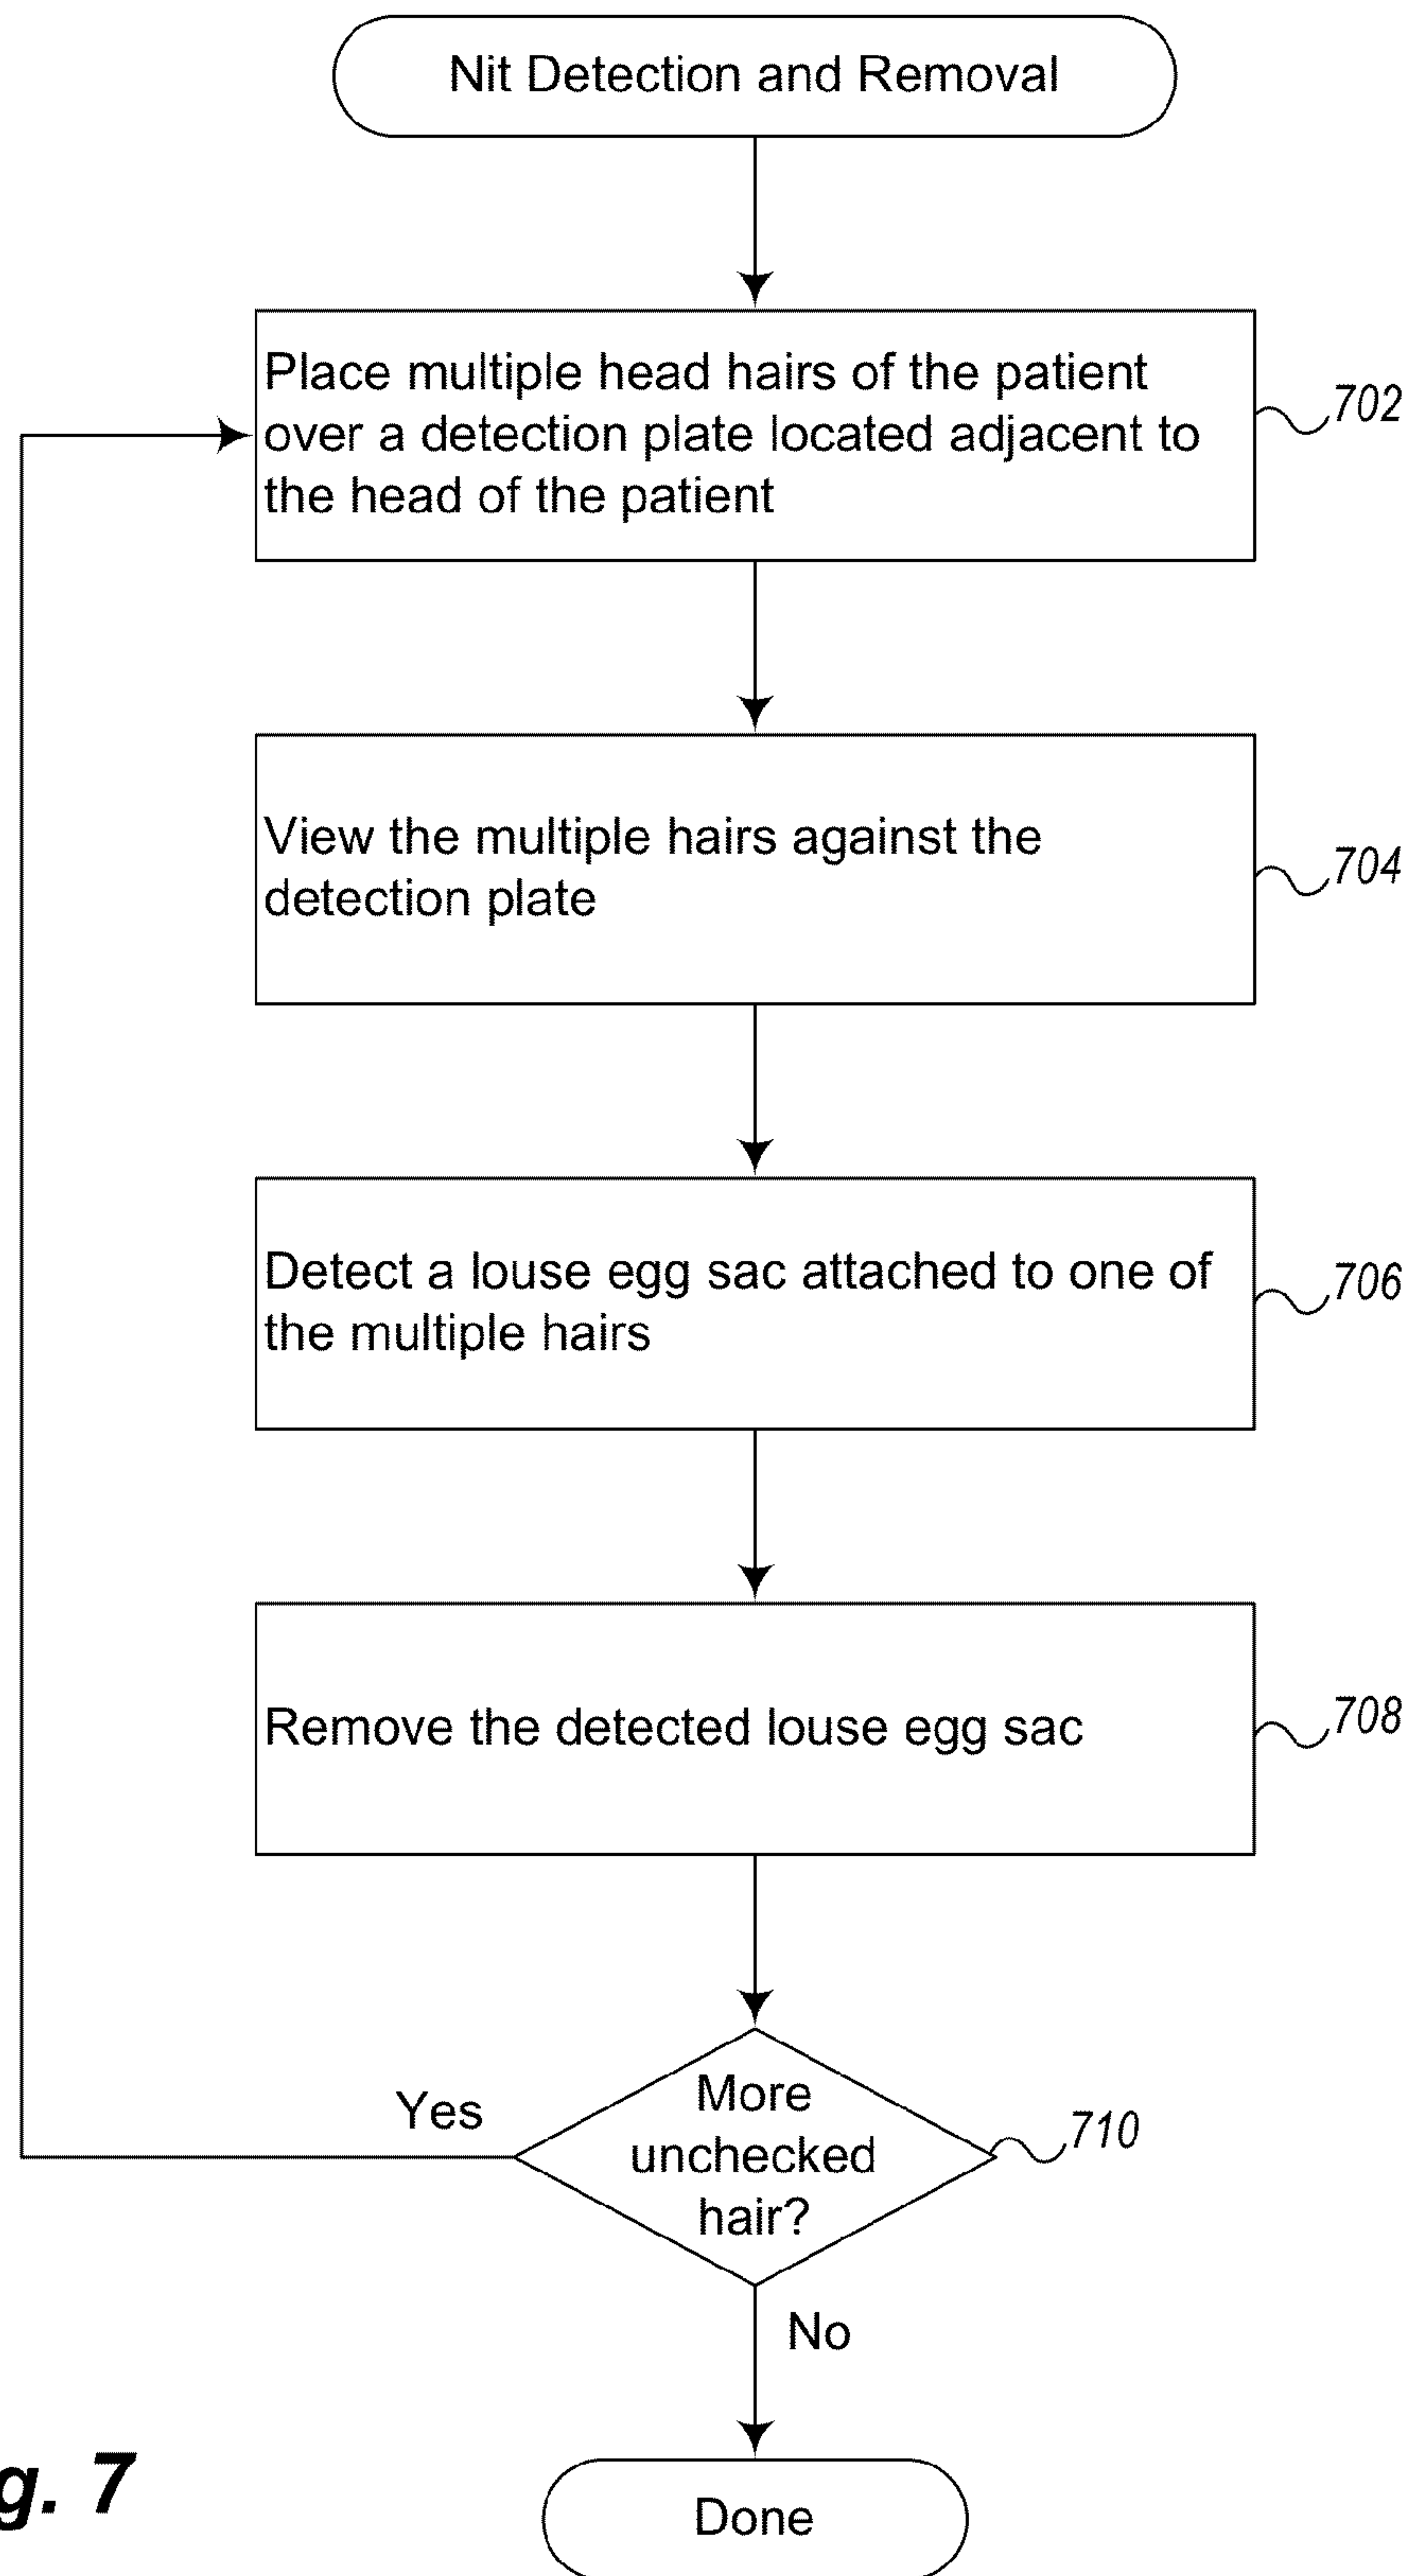 Nit Detection and Removal
Place multiple head hairs of the patient
over a detection plate located adjacent to
the head of the patient
702
View the multiple hairs against the
detection plate
704
Detect a louse egg sac attached to one of
the multiple hairs
706
Remove the detected louse egg sac
708
More
unchecked
hair?
710
Yes
No
Done
g. 7